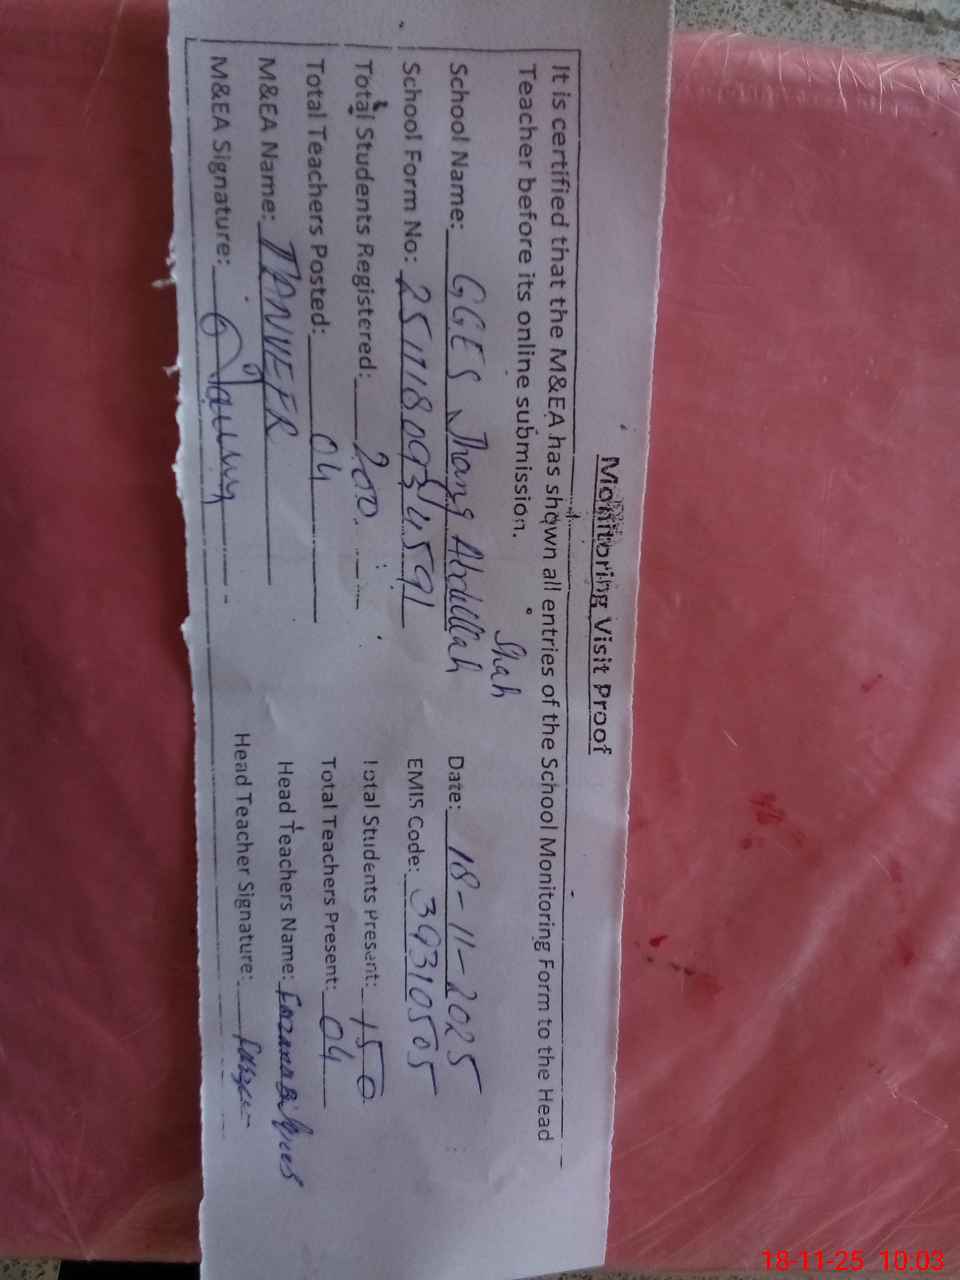 Monitoring Visit Proof
It is certified that the M&EA has shown all entries of the School Monitoring Form to the Head
Teacher before its online submission.
School Name: GGES Jhang Abdullah Shah Date: 18-11-2025
School Form No: 2511180934591 EMIS Code: 39310505
Total Students Registered: 200 Total Students Present: 150
Total Teachers Posted: 04 Total Teachers Present: 04
M&EA Name: TANVEER Head Teachers Name:
M&EA Signature: Head Teacher Signature:
18-11-25 10:03